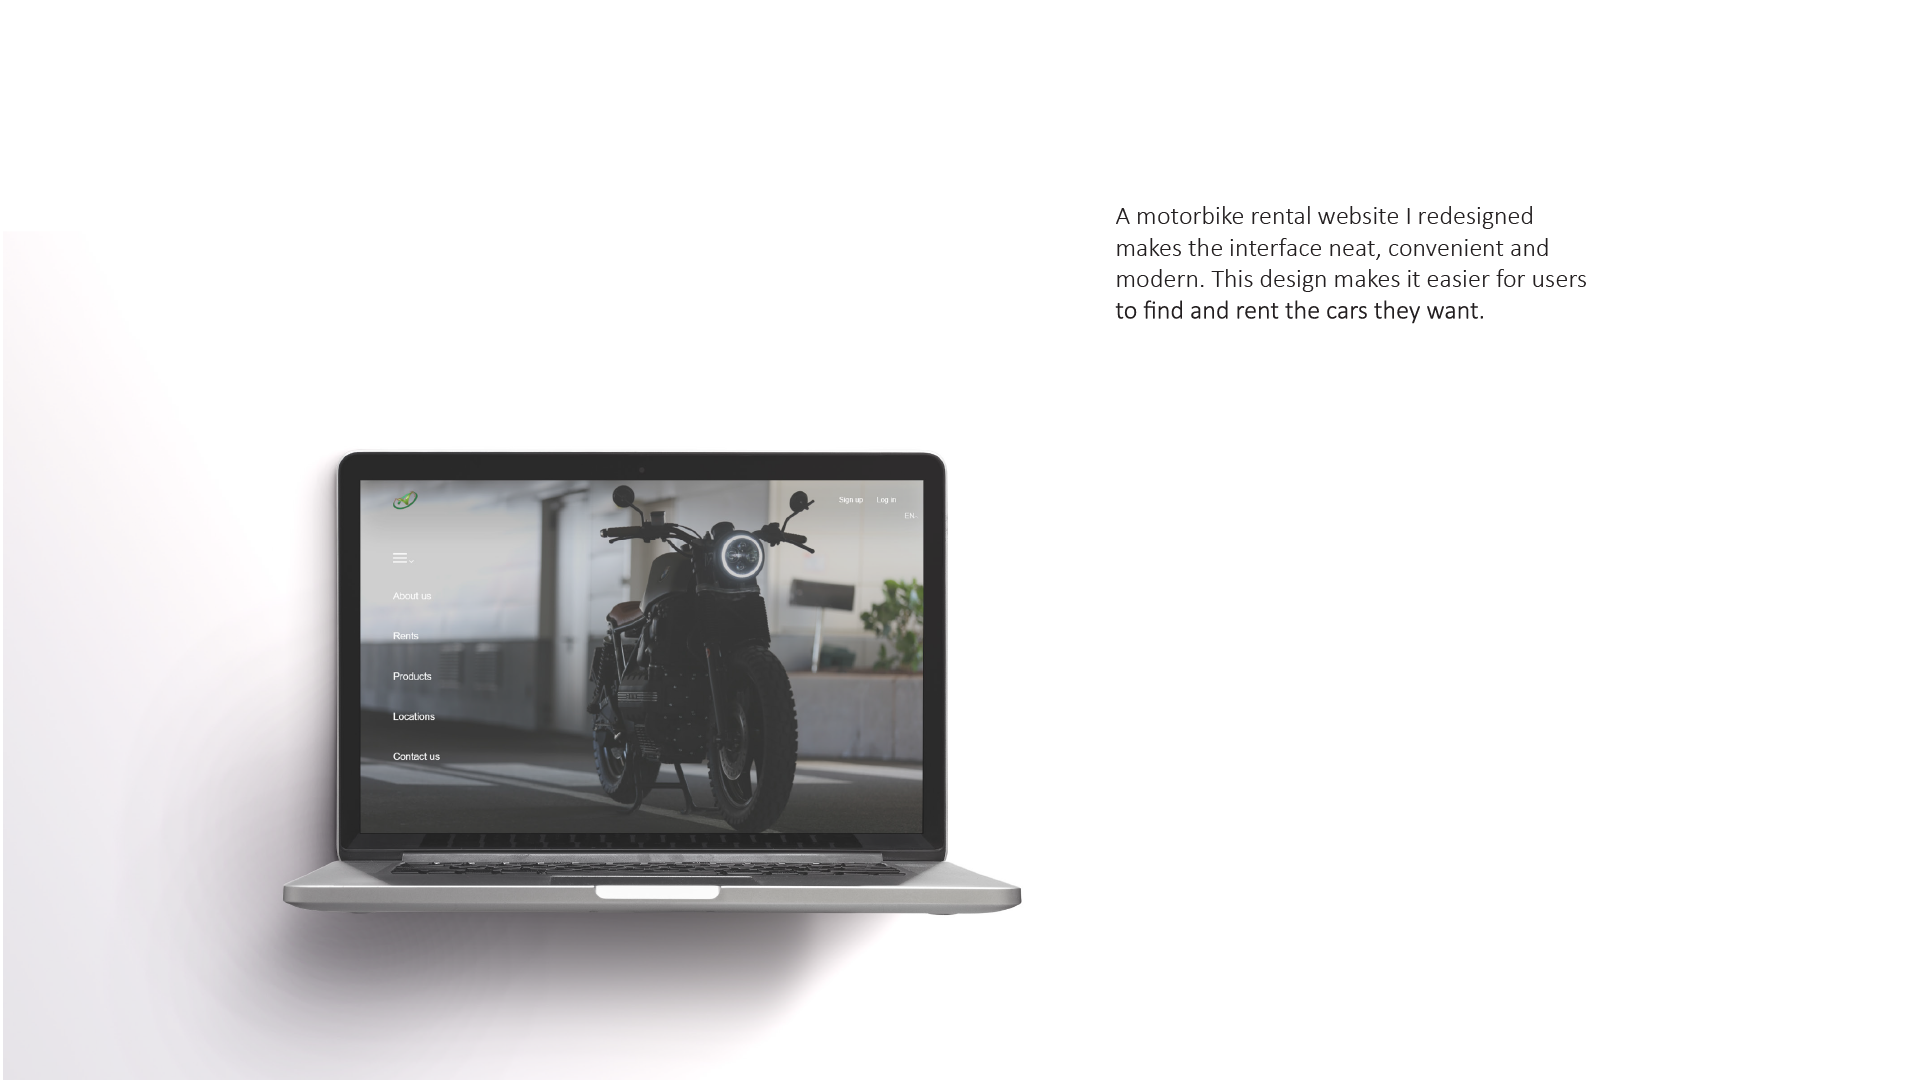 A motorbike rental website I redesigned
makes the interface neat, convenient and
modern. This design makes it easier for users
to find and rent the cars they want.
Sign up Log in
EN
About us
Rents
Products
Locations
Contact us